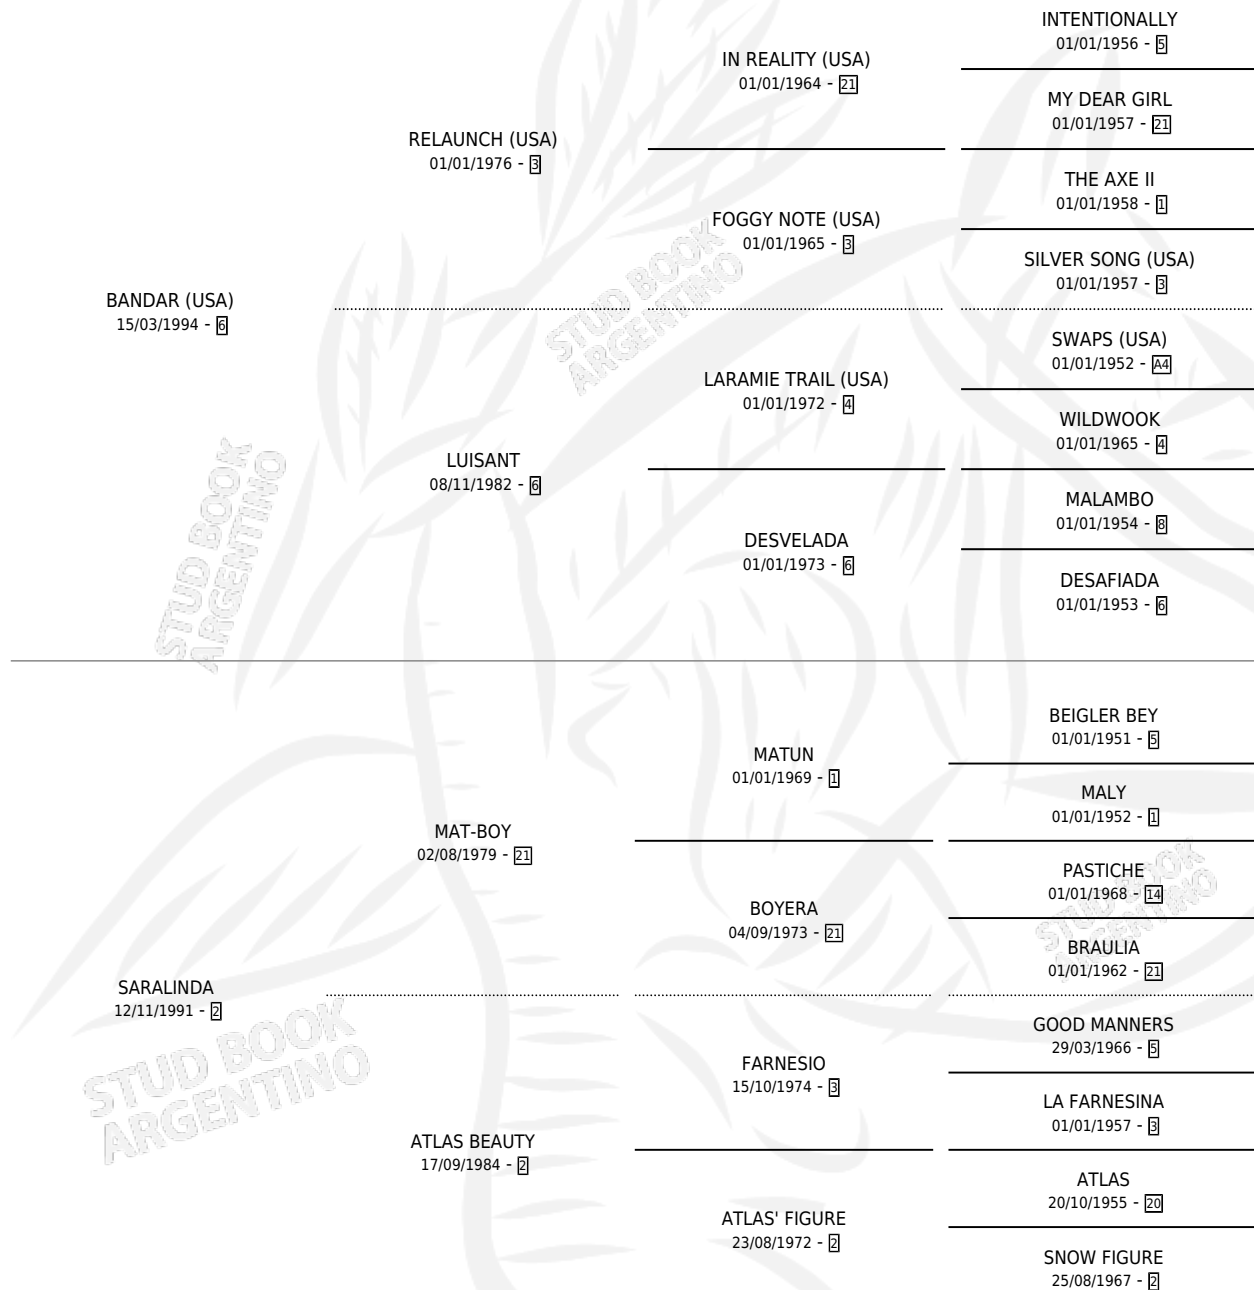 INTENTIONALLY
01/01/1956 - 5
IN REALITY (USA)
01/01/1964 - 21
MY DEAR GIRL
01/01/1957 - 21
RELAUNCH (USA)
01/01/1976 - 3
THE AXE II
01/01/1958 - 1
FOGGY NOTE (USA)
01/01/1965 - 3
SILVER SONG (USA)
01/01/1957 - 3
BANDAR (USA)
15/03/1994 - 6
SWAPS (USA)
01/01/1952 - A4
LARAMIE TRAIL (USA)
01/01/1972 - 4
WILDWOOK
01/01/1965 - 4
LUISANT
08/11/1982 - 6
MALAMBO
01/01/1954 - 8
DESVELADA
01/01/1973 - 6
DESAFIADA
01/01/1953 - 6
BEIGLER BEY
01/01/1951 - 5
MATUN
01/01/1969 - 1
MALY
01/01/1952 - 1
MAT-BOY
02/08/1979 - 21
PASTICHE
01/01/1968 - 14
BOYERA
04/09/1973 - 21
BRAULIA
01/01/1962 - 21
SARALINDA
12/11/1991 - 2
GOOD MANNERS
29/03/1966 - 5
FARNESIO
15/10/1974 - 3
LA FARNESINA
01/01/1957 - 3
ATLAS BEAUTY
17/09/1984 - 2
ATLAS
20/10/1955 - 20
ATLAS' FIGURE
23/08/1972 - 2
SNOW FIGURE
25/08/1967 - 2
STUD BOOK
ARGENTINO
STUD BOOK
ARGENTINO
STUD BOOK
ARGENTINO
STUD BOOK
ARGENTINO